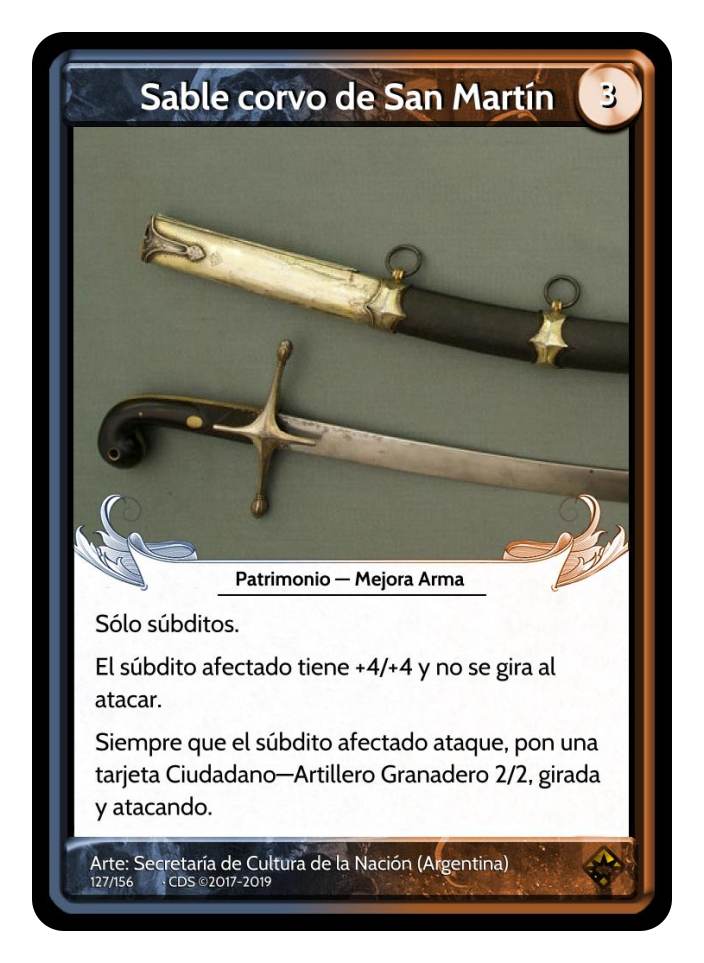 Sable corvo de San Martín
3
Patrimonio — Mejora Arma
Sólo súbditos.
El súbdito afectado tiene +4/+4 y no se gira al
atacar.
Siempre que el súbdito afectado ataque, pon una
tarjeta Ciudadano—Artillero Granadero 2/2, girada
y atacando.
Arte: Secretaría de Cultura de la Nación (Argentina)
127/156 · CDS ©2017-2019